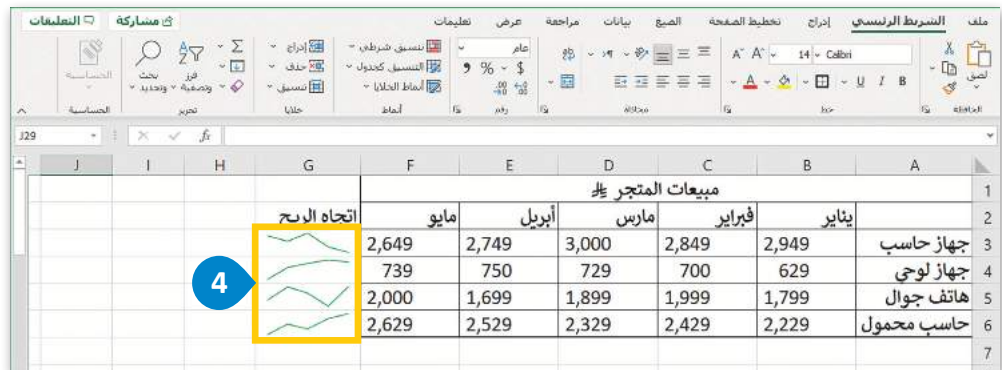 ملف الشريط الرئيسي إدراج تخطيط الصفحة الصيغ بيانات مراجعة عرض تعليمات مشاركة التعليقات
لصق Calibri 14 عام تنسيق شرطي إدراج Σ
B I U $ % 9 التنسيق كجدول حذف فرز بحث الحساسية
أنماط الخلايا تنسيق وتصفية وتحديد
الحافظة خط محاذاة رقم أنماط خلايا تحرير الحساسية
J29 fx
A B C D E F G H I J
1 مبيعات المتجر
2 يناير فبراير مارس أبريل مايو اتجاه الربح
3 جهاز حاسب 2,949 2,849 3,000 2,749 2,649
4 جهاز لوحي 629 700 729 750 739
5 هاتف جوال 1,799 1,999 1,899 1,699 2,000
6 حاسب محمول 2,229 2,429 2,329 2,529 2,629
7
4